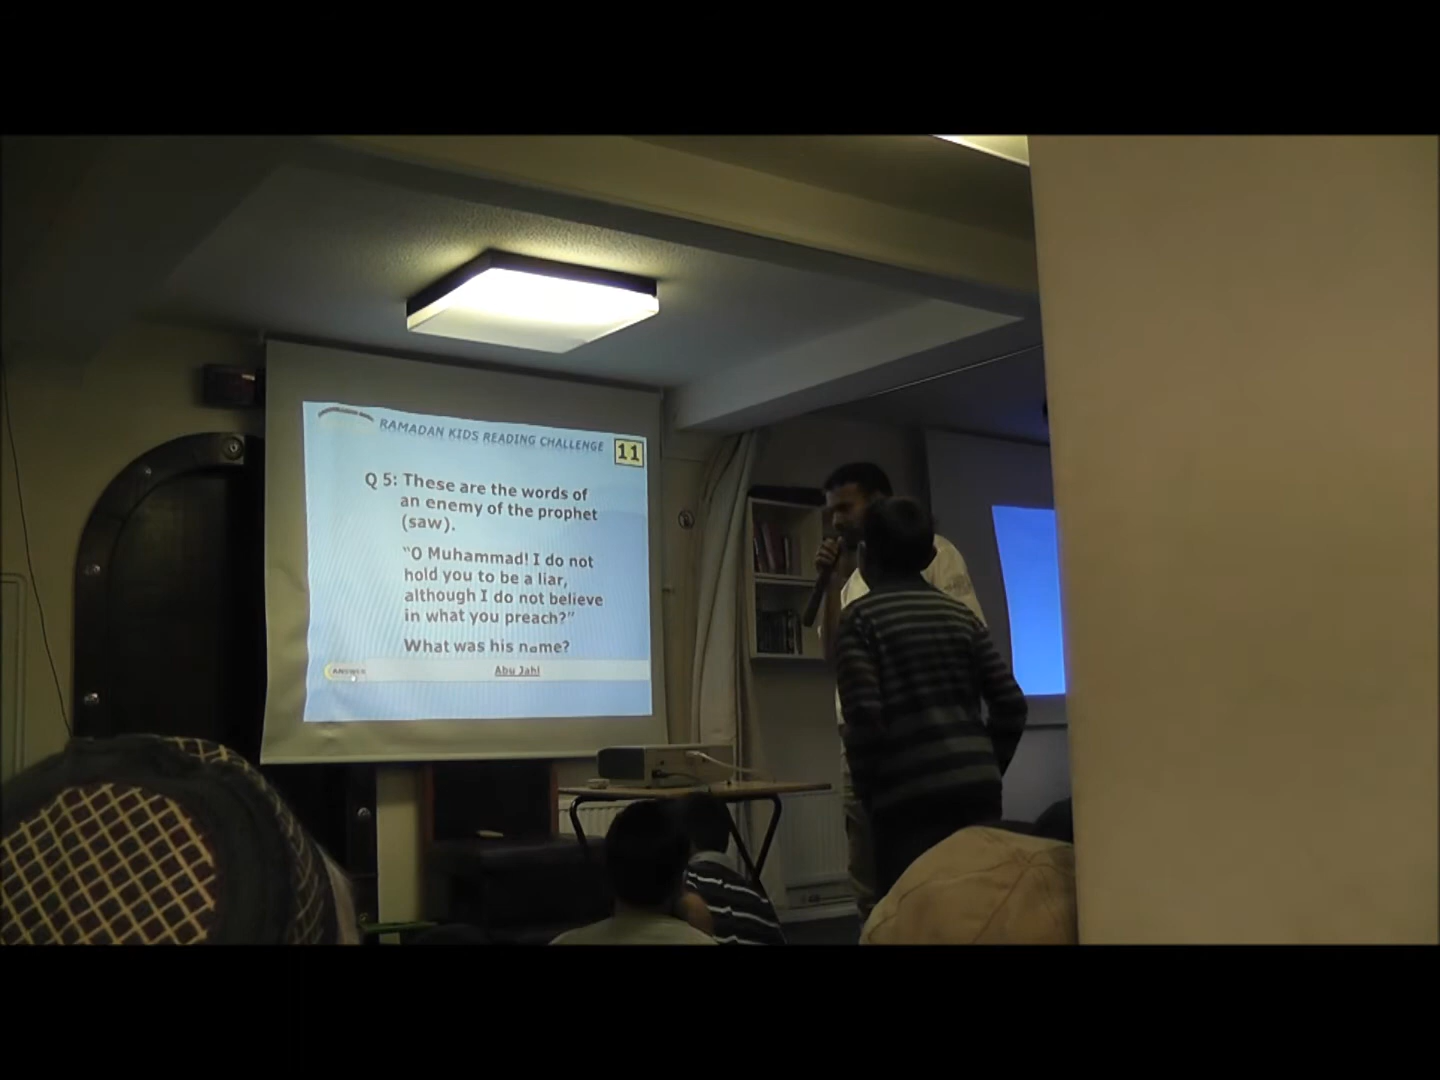 RAMADAN KIDS READING CHALLENGE
11
Q 5: These are the words of
an enemy of the prophet
(saw).
"O Muhammad! I do not
hold you to be a liar,
although I do not believe
in what you preach?"
What was his name?
ANSWER
Abu Jahl